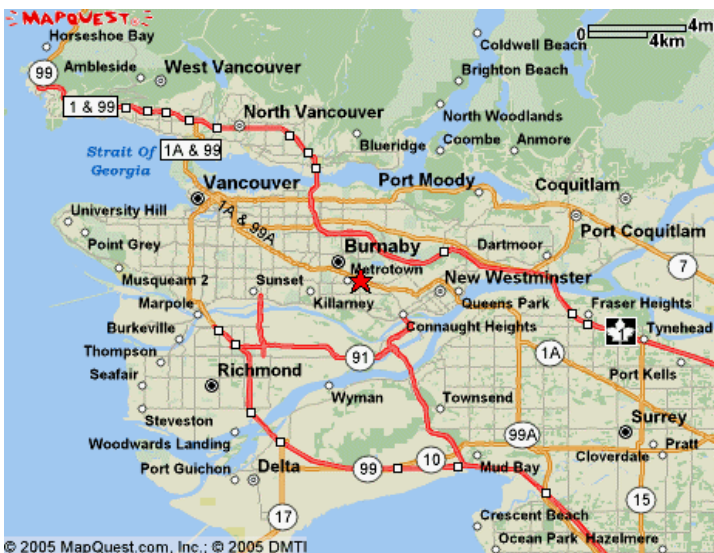 MAPQUEST
Horseshoe Bay
0
4m
4km
Coldwell Beach
99
Ambleside
West Vancouver
Brighton Beach
1 & 99
North Vancouver
North Woodlands
Blueridge
Coombe
Anmore
Strait Of
Georgia
1A & 99
Vancouver
Port Moody
Coquitlam
University Hill
1A & 99A
Port Coquitlam
Point Grey
Burnaby
Dartmoor
7
Musqueam 2
Metrotown
Sunset
New Westminster
Marpole
Killarney
Queens Park
Fraser Heights
Burkeville
Connaught Heights
Tynehead
Thompson
91
1A
Richmond
Port Kells
Seafair
Wyman
Townsend
Steveston
Surrey
Woodwards Landing
99A
Pratt
Port Guichon
Delta
99
10
Mud Bay
Cloverdale
17
15
Crescent Beach
Ocean Park
Hazelmere
© 2005 MapQuest.com, Inc.; © 2005 DMTI